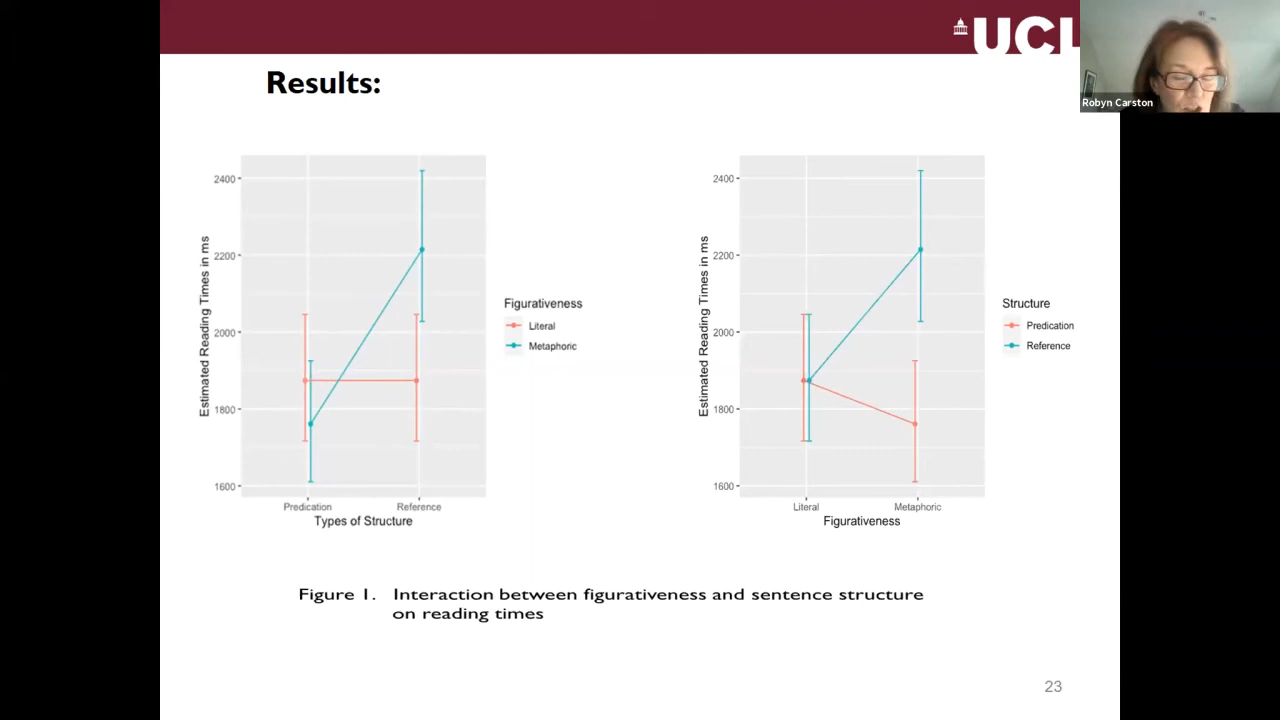 UCL
Robyn Carston
Results:
Estimated Reading Times in ms
2400
2200
2000
1800
1600
Predication
Reference
Types of Structure
Figurativeness
Literal
Metaphoric
Estimated Reading Times in ms
2400
2200
2000
1800
1600
Literal
Metaphoric
Figurativeness
Structure
Predication
Reference
Figure 1. Interaction between figurativeness and sentence structure
on reading times
23